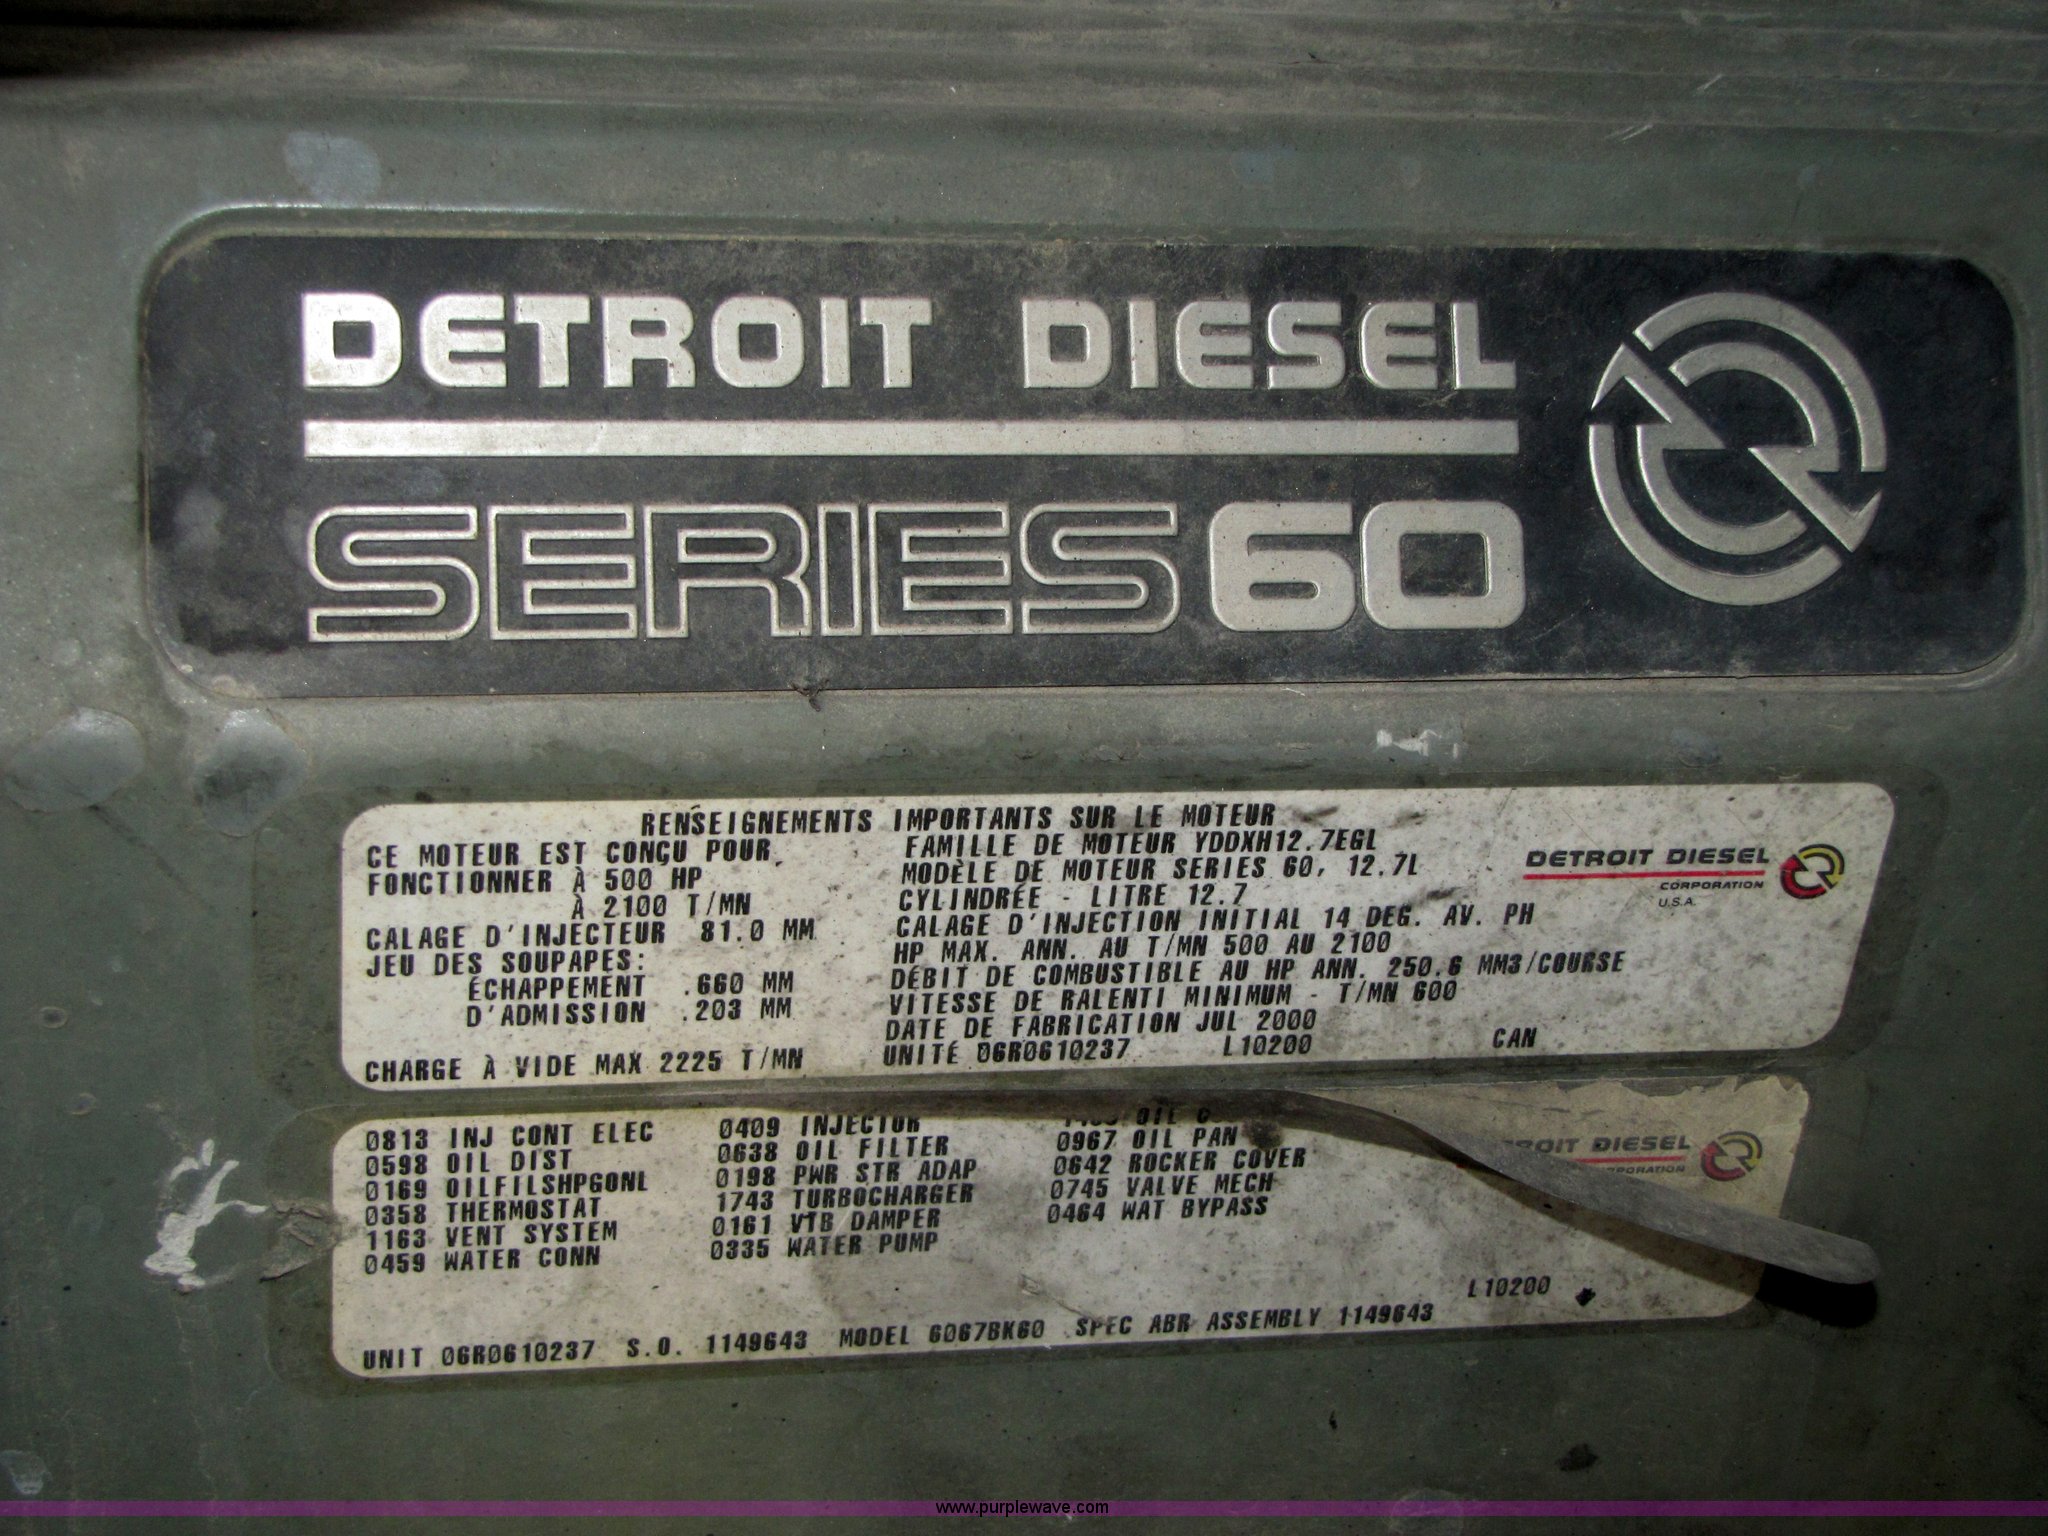 DETROIT DIESEL
SERIES 60
RENSEIGNEMENTS IMPORTANTS SUR LE MOTEUR
CE MOTEUR EST CONÇU POUR
FONCTIONNER À 500 HP
À 2100 T/MN
CALAGE D'INJECTEUR 81.0 MM
JEU DES SOUPAPES:
ÉCHAPPEMENT .660 MM
D'ADMISSION .203 MM
CHARGE À VIDE MAX 2225 T/MN
FAMILLE DE MOTEUR YDDXH12.7EGL
MODÈLE DE MOTEUR SERIES 60, 12.7L
CYLINDRÉE - LITRE 12.7
CALAGE D'INJECTION INITIAL 14 DEG. AV. PH
HP MAX. ANN. AU T/MN 500 AU 2100
DÉBIT DE COMBUSTIBLE AU HP ANN. 250.6 MM3/COURSE
VITESSE DE RALENTI MINIMUM - T/MN 600
DATE DE FABRICATION JUL 2000
UNITÉ 06R0610237 L10200 CAN
DETROIT DIESEL
CORPORATION
U.S.A.
0813 INJ CONT ELEC
0598 OIL DIST
0169 OILFILSHPGONL
0358 THERMOSTAT
1163 VENT SYSTEM
0459 WATER CONN
0409 INJECTOR
0638 OIL FILTER
0198 PWR STR ADAP
1743 TURBOCHARGER
0161 VIB DAMPER
0335 WATER PUMP
OIL
0967 OIL PAN
0642 ROCKER COVER
0745 VALVE MECH
0464 WAT BYPASS
DIESEL
L10200
UNIT 06R0610237 S.O. 1149643 MODEL 6067BK60 SPEC ABR ASSEMBLY 1149643
www.purplewave.com